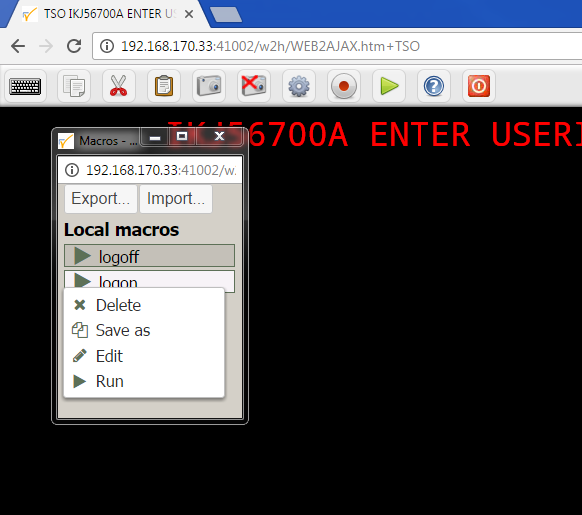 TSO IKJ56700A ENTER US
192.168.170.33:41002/w2h/WEB2AJAX.htm+TSO
IKJ56700A ENTER USERI
Macros - ...
192.168.170.33:41002/w.
Export... Import...
Local macros
logoff
logon
Delete
Save as
Edit
Run